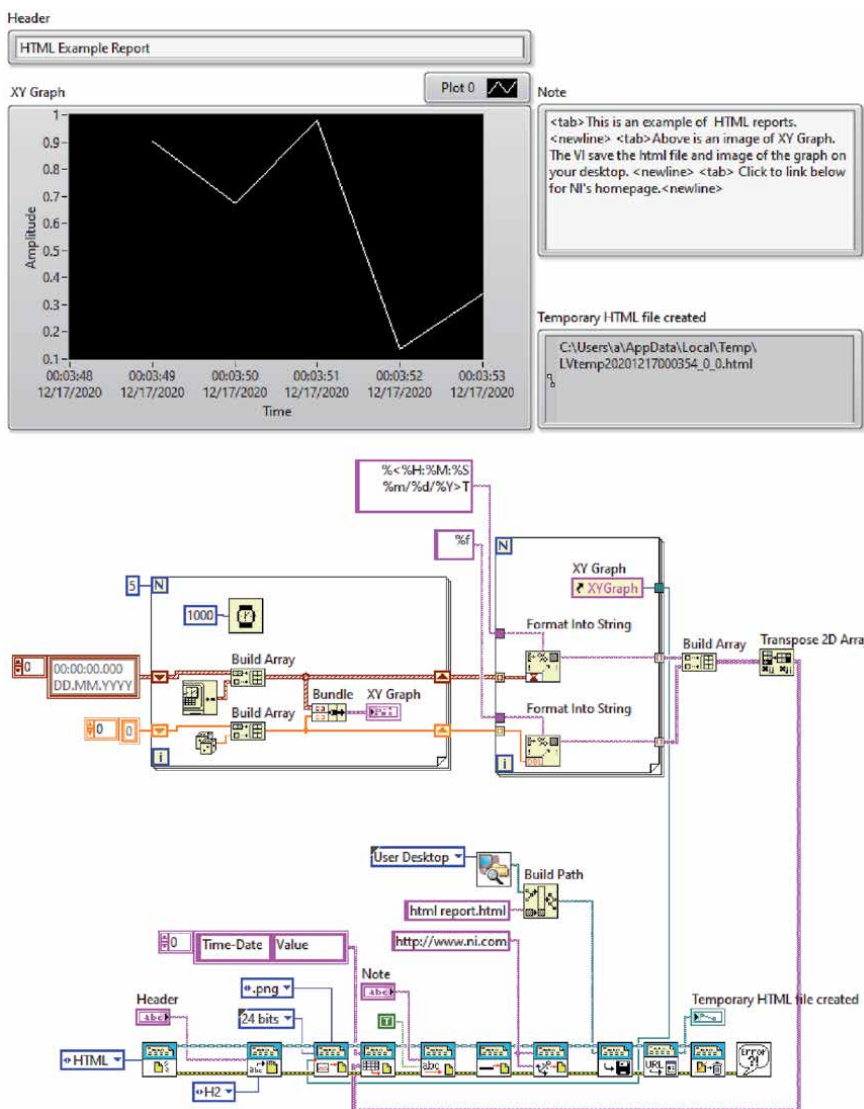 Header
HTML Example Report
XY Graph
Plot 0
Note
<tab>This is an example of HTML reports.
<newline> <tab>Above is an image of XY Graph.
The VI save the html file and image of the graph on
your desktop. <newline> <tab> Click to link below
for NI's homepage.<newline>
Amplitude
1
0.9
0.8
0.7
0.6
0.5
0.4
0.3
0.2
0.1
00:03:48 00:03:49 00:03:50 00:03:51 00:03:52 00:03:53
12/17/2020 12/17/2020 12/17/2020 12/17/2020 12/17/2020 12/17/2020
Time
Temporary HTML file created
C:\Users\a\AppData\Local\Temp\
LVtemp20201217000354_0_0.html
%<%H:%M:%S
%m/%d/%Y>T
%f
5
N
1000
Build Array
0
00:00:00.000
DD.MM.YYYY
Bundle
XY Graph
Build Array
0
0
i
N
XY Graph
XYGraph
Format Into String
Format Into String
DBL
i
Build Array
Transpose 2D Arra
User Desktop
Build Path
html report.html
http://www.ni.com
0
Time-Date
Value
.png
Note
abc
Header
abc
24 bits
T
Temporary HTML file created
HTML
abc
abc
URL
Error
?!
H2